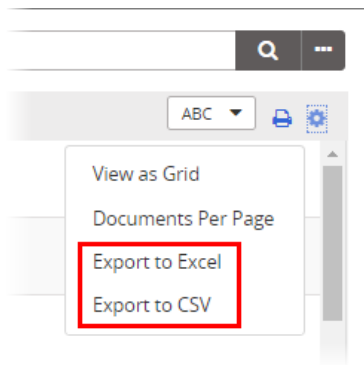 ABC
View as Grid
Documents Per Page
Export to Excel
Export to CSV